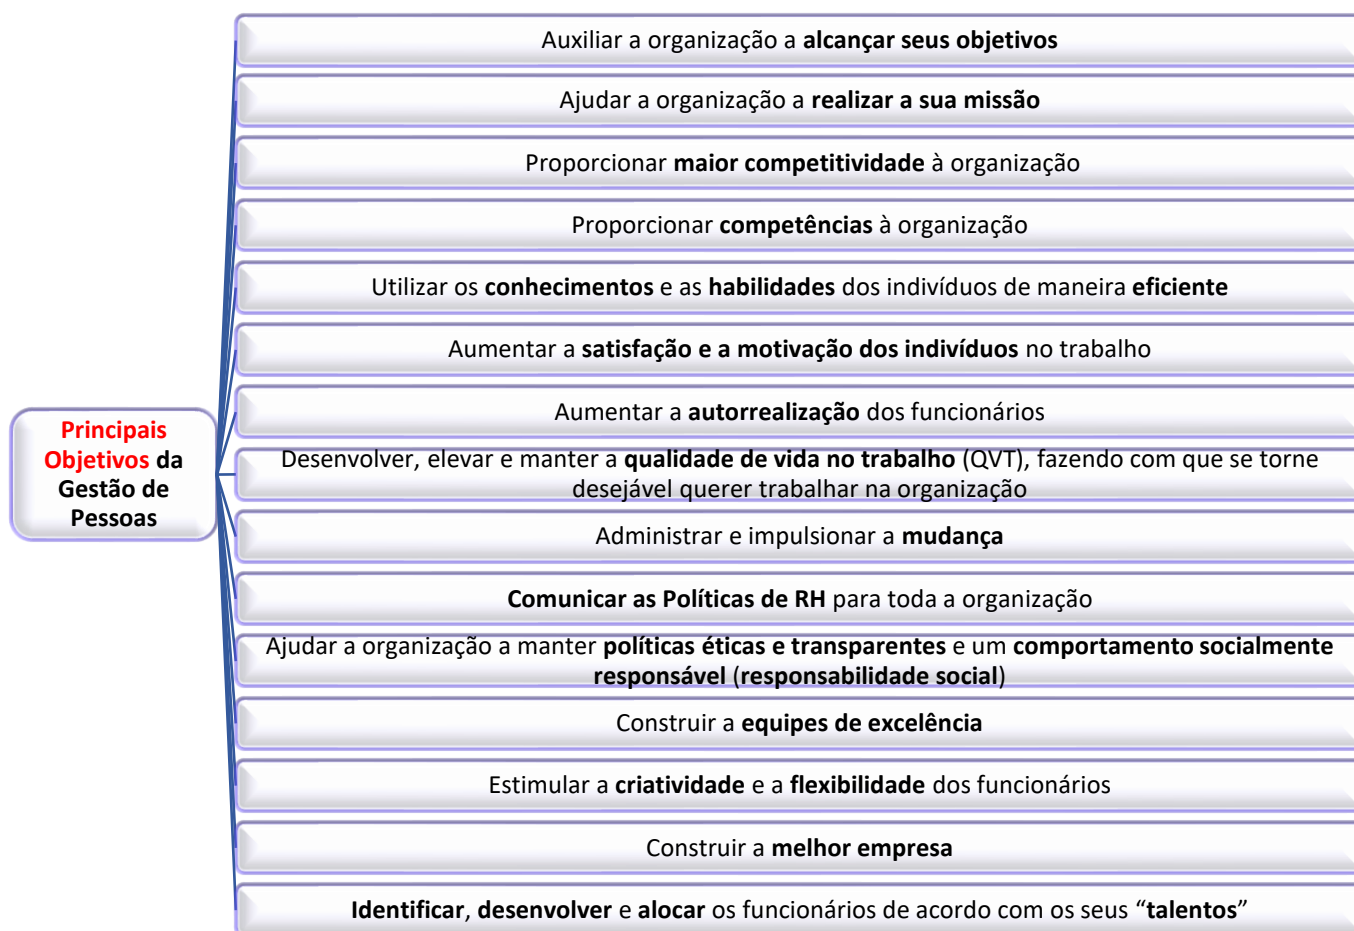 Auxiliar a organização a alcançar seus objetivos
Ajudar a organização a realizar a sua missão
Proporcionar maior competitividade à organização
Proporcionar competências à organização
Utilizar os conhecimentos e as habilidades dos indivíduos de maneira eficiente
Aumentar a satisfação e a motivação dos indivíduos no trabalho
Aumentar a autorrealização dos funcionários
Principais
Objetivos da
Gestão de
Pessoas
Desenvolver, elevar e manter a qualidade de vida no trabalho (QVT), fazendo com que se torne
desejável querer trabalhar na organização
Administrar e impulsionar a mudança
Comunicar as Políticas de RH para toda a organização
Ajudar a organização a manter políticas éticas e transparentes e um comportamento socialmente
responsável (responsabilidade social)
Construir a equipes de excelência
Estimular a criatividade e a flexibilidade dos funcionários
Construir a melhor empresa
Identificar, desenvolver e alocar os funcionários de acordo com os seus “talentos”